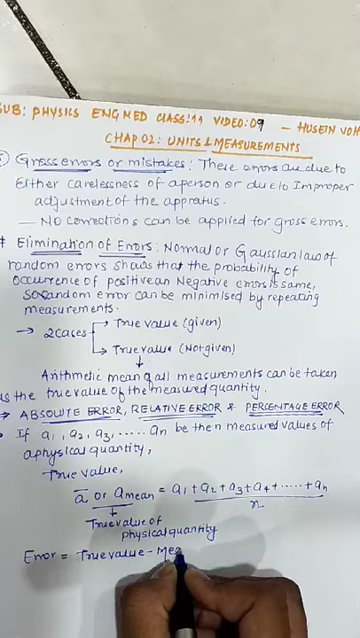 SUB: PHYSICS ENG MED CLASS:11 VIDEO:09 - HUSEIN VOH
CHAP 02: UNITS & MEASUREMENTS
Gross errors or mistakes: These errors are due to
Either carelessness of a person or due to Improper
adjustment of the appratus.
- No corrections can be applied for gross errors.
# Elimination of Errors: Normal or Gaussian law of
random errors shows that the probability of
Occurrence of positive an Negative error is same,
so random error can be minimised by repeating
measurements.
→ 2 cases → True value (given)
→ True value (Not given)
↓
Arithmetic mean of all measurements can be taken
as the true value of the measured quantity.
→ ABSOLUTE ERROR, RELATIVE ERROR & PERCENTAGE ERROR
• If a1, a2, a3, ..... an be the n measured values of
a physical quantity,
True value,
a̅ or amean = a1 + a2 + a3 + a4 + ..... + an / n
↓
True value of
physical quantity
Error = True value - Mea